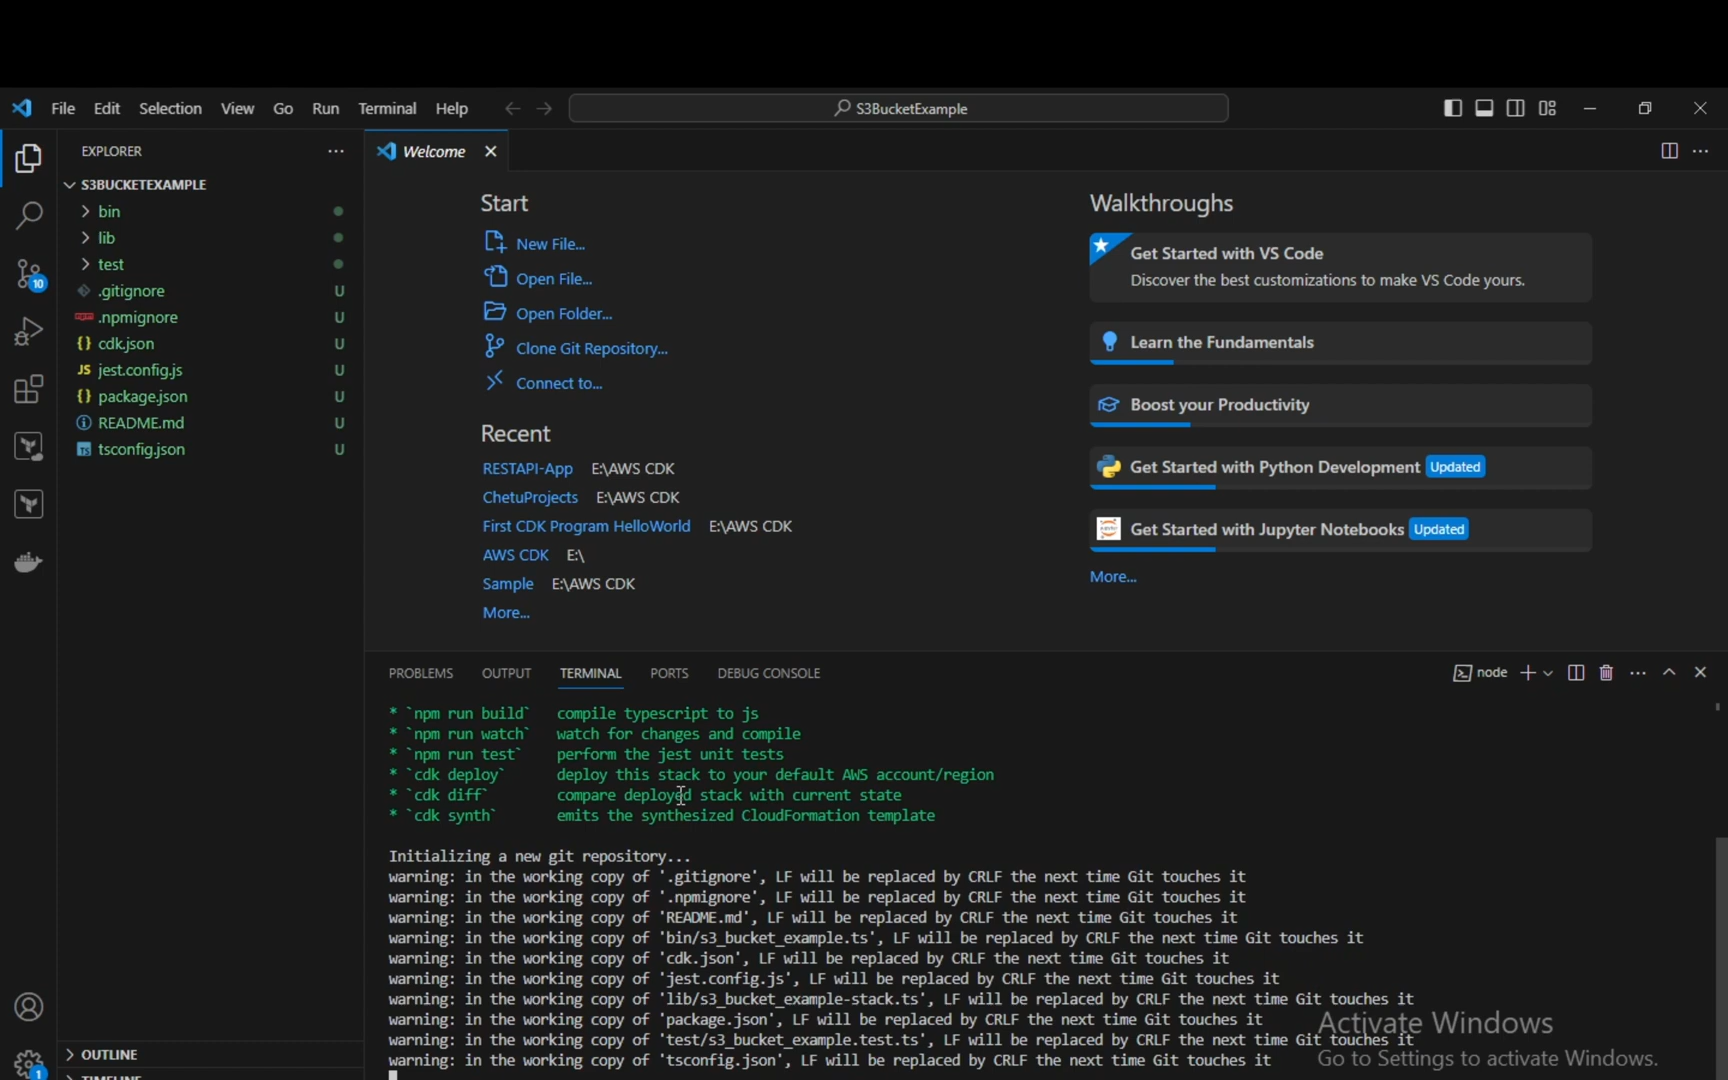 File Edit Selection View Go Run Terminal Help
S3BucketExample
EXPLORER
Welcome
S3BUCKETEXAMPLE
bin
lib
test
.gitignore U
.npmignore U
cdk.json U
jest.config.js U
package.json U
README.md U
tsconfig.json U
10
OUTLINE
1
Start
New File...
Open File...
Open Folder...
Clone Git Repository...
Connect to...
Recent
RESTAPI-App E:\AWS CDK
ChetuProjects E:\AWS CDK
First CDK Program HelloWorld E:\AWS CDK
AWS CDK E:\
Sample E:\AWS CDK
More...
Walkthroughs
Get Started with VS Code
Discover the best customizations to make VS Code yours.
Learn the Fundamentals
Boost your Productivity
Get Started with Python Development Updated
Get Started with Jupyter Notebooks Updated
More...
PROBLEMS OUTPUT TERMINAL PORTS DEBUG CONSOLE
node
* `npm run build` compile typescript to js
* `npm run watch` watch for changes and compile
* `npm run test` perform the jest unit tests
* `cdk deploy` deploy this stack to your default AWS account/region
* `cdk diff` compare deployed stack with current state
* `cdk synth` emits the synthesized CloudFormation template
Initializing a new git repository...
warning: in the working copy of '.gitignore', LF will be replaced by CRLF the next time Git touches it
warning: in the working copy of '.npmignore', LF will be replaced by CRLF the next time Git touches it
warning: in the working copy of 'README.md', LF will be replaced by CRLF the next time Git touches it
warning: in the working copy of 'bin/s3_bucket_example.ts', LF will be replaced by CRLF the next time Git touches it
warning: in the working copy of 'cdk.json', LF will be replaced by CRLF the next time Git touches it
warning: in the working copy of 'jest.config.js', LF will be replaced by CRLF the next time Git touches it
warning: in the working copy of 'lib/s3_bucket_example-stack.ts', LF will be replaced by CRLF the next time Git touches it
warning: in the working copy of 'package.json', LF will be replaced by CRLF the next time Git touches it
warning: in the working copy of 'test/s3_bucket_example.test.ts', LF will be replaced by CRLF the next time Git touches it
warning: in the working copy of 'tsconfig.json', LF will be replaced by CRLF the next time Git touches it
Activate Windows
Go to Settings to activate Windows.